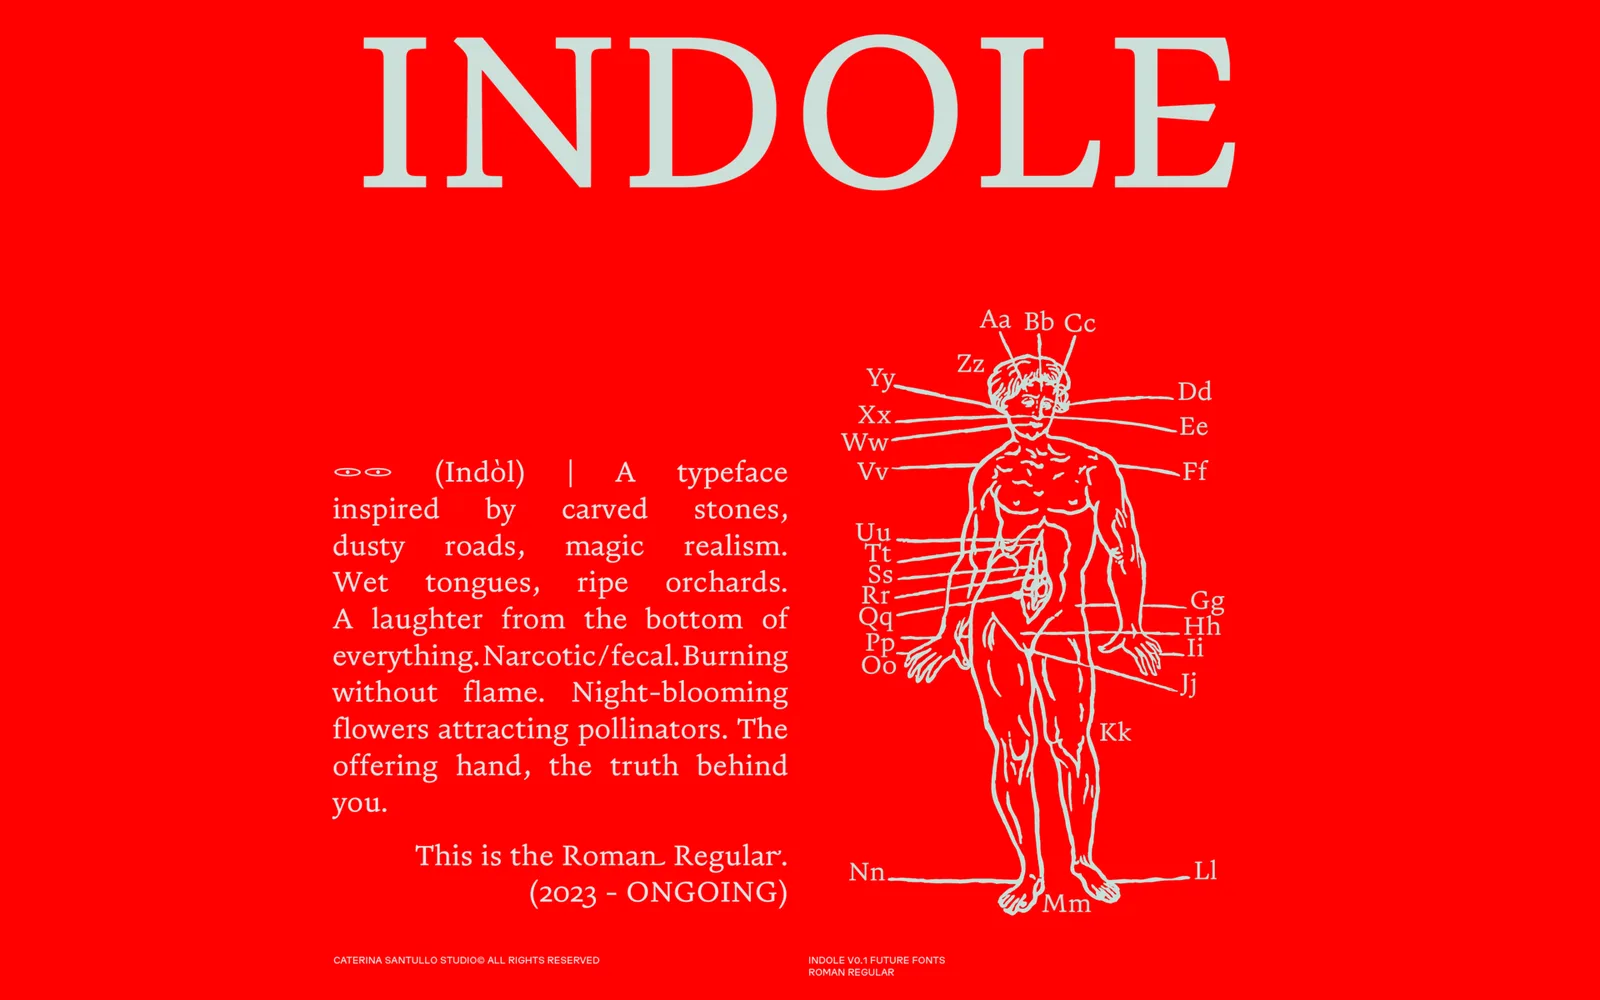 INDOLE
(Indòl) | A typeface
inspired by carved stones,
dusty roads, magic realism.
Wet tongues, ripe orchards.
A laughter from the bottom of
everything. Narcotic/fecal. Burning
without flame. Night-blooming
flowers attracting pollinators. The
offering hand, the truth behind
you.
This is the Roman Regular.
(2023 - ONGOING)
Aa Bb Cc
Zz
Yy
Dd
Xx
Ee
Ww
Vv
Ff
Uu
Tt
Ss
Rr
Gg
Qq
Hh
Pp
Ii
Oo
Jj
Kk
Nn
Ll
Mm
CATERINA SANTULLO STUDIO© ALL RIGHTS RESERVED
INDOLE V0.1 FUTURE FONTS
ROMAN REGULAR